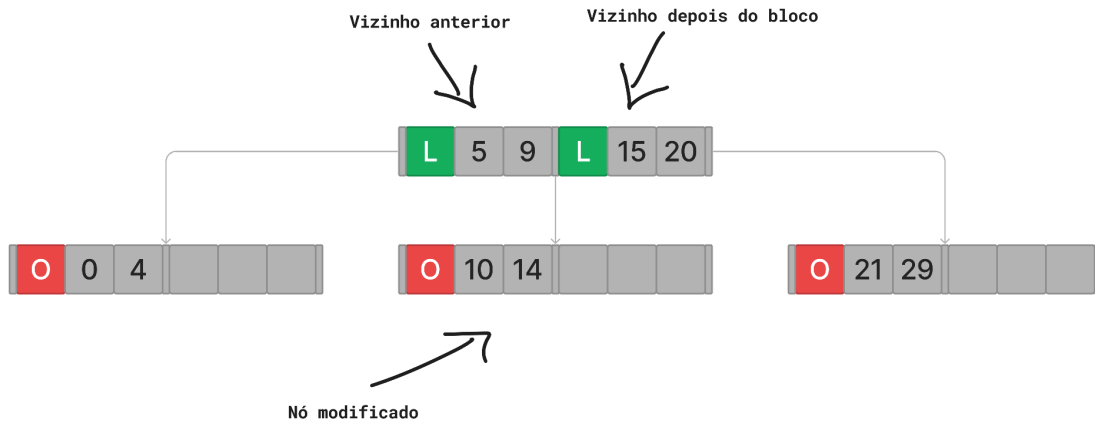 Vizinho anterior
Vizinho depois do bloco
L 5 9 L 15 20
O 0 4
O 10 14
O 21 29
Nó modificado